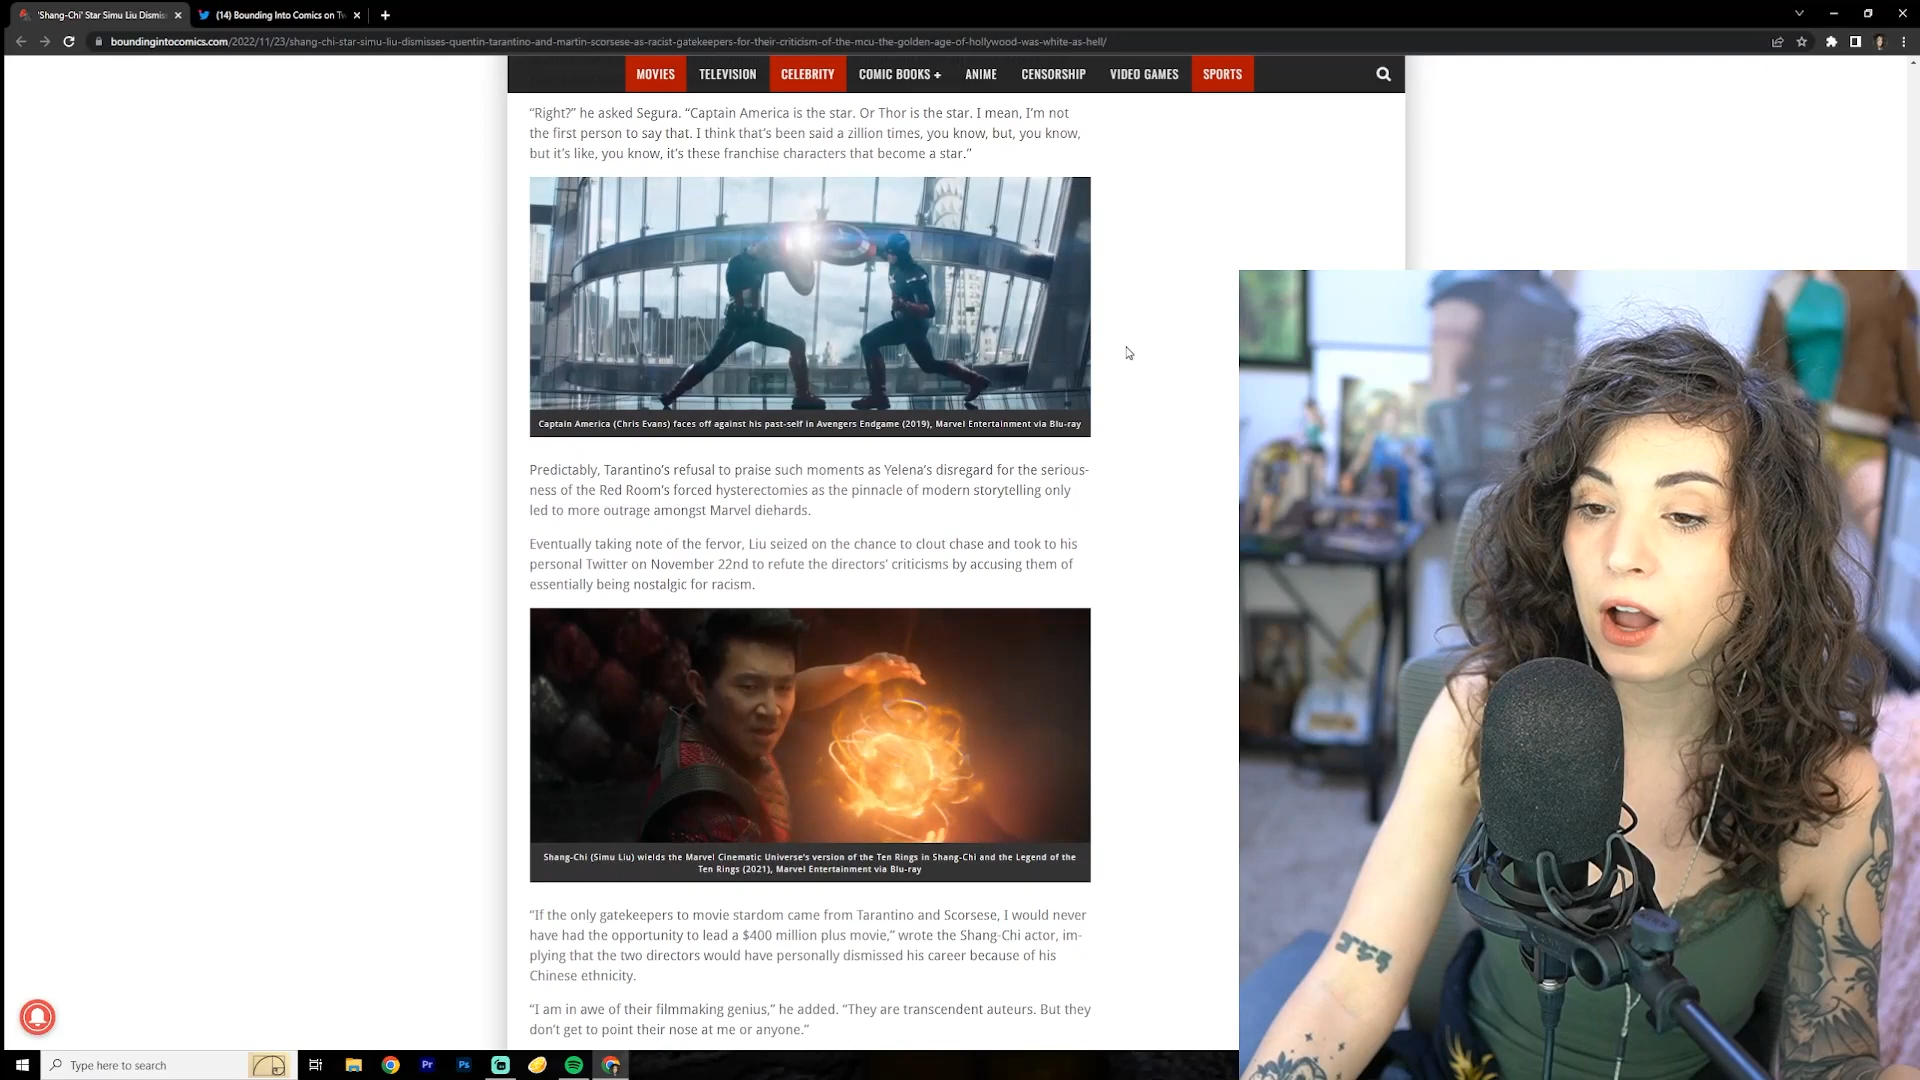 'Shang-Chi' Star Simu Liu Dismis
(14) Bounding Into Comics on Tw
boundingintocomics.com/2022/11/23/shang-chi-star-simu-liu-dismisses-quentin-tarantino-and-martin-scorsese-as-racist-gatekeepers-for-their-criticism-of-the-mcu-the-golden-age-of-hollywood-was-white-as-hell/
MOVIES TELEVISION CELEBRITY COMIC BOOKS + ANIME CENSORSHIP VIDEO GAMES SPORTS
“Right?” he asked Segura. “Captain America is the star. Or Thor is the star. I mean, I’m not
the first person to say that. I think that’s been said a zillion times, you know, but, you know,
but it’s like, you know, it’s these franchise characters that become a star.”
Captain America (Chris Evans) faces off against his past-self in Avengers Endgame (2019), Marvel Entertainment via Blu-ray
Predictably, Tarantino’s refusal to praise such moments as Yelena’s disregard for the serious-
ness of the Red Room’s forced hysterectomies as the pinnacle of modern storytelling only
led to more outrage amongst Marvel diehards.
Eventually taking note of the fervor, Liu seized on the chance to clout chase and took to his
personal Twitter on November 22nd to refute the directors’ criticisms by accusing them of
essentially being nostalgic for racism.
Shang-Chi (Simu Liu) wields the Marvel Cinematic Universe's version of the Ten Rings in Shang-Chi and the Legend of the
Ten Rings (2021), Marvel Entertainment via Blu-ray
“If the only gatekeepers to movie stardom came from Tarantino and Scorsese, I would never
have had the opportunity to lead a $400 million plus movie,” wrote the Shang-Chi actor, im-
plying that the two directors would have personally dismissed his career because of his
Chinese ethnicity.
“I am in awe of their filmmaking genius,” he added. “They are transcendent auteurs. But they
don’t get to point their nose at me or anyone.”
Type here to search
Pr
Ps